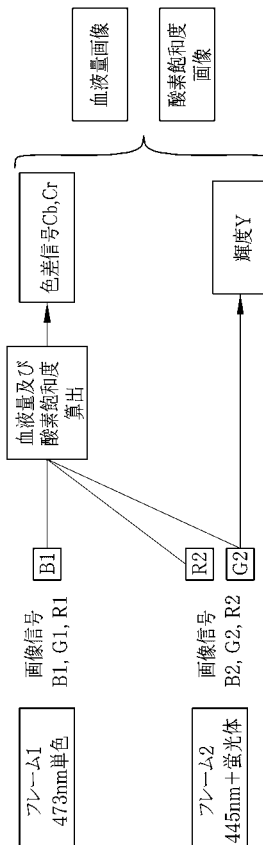 フレーム1
473nm単色
画像信号
B1, G1, R1
B1
血液量及び
酸素飽和度
算出
色差信号Cb,Cr
フレーム2
445nm＋蛍光体
画像信号
B2, G2, R2
R2
G2
輝度Y
血液量画像
酸素飽和度
画像